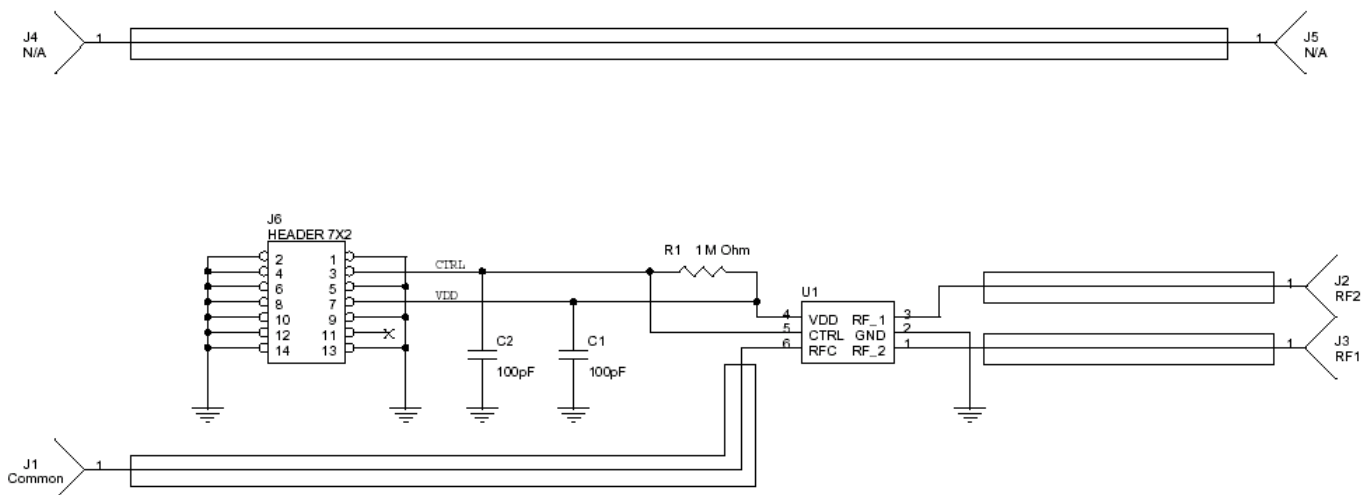 J4
N/A
1
1
J5
N/A
J6
HEADER 7X2
2 1
4 3
6 5
8 7
10 9
12 11
14 13
CTRL
VDD
R1 1M Ohm
C2
100pF
C1
100pF
U1
4 VDD RF_1 3
5 CTRL GND 2
6 RFC RF_2 1
1
J2
RF2
1
J3
RF1
J1
Common
1